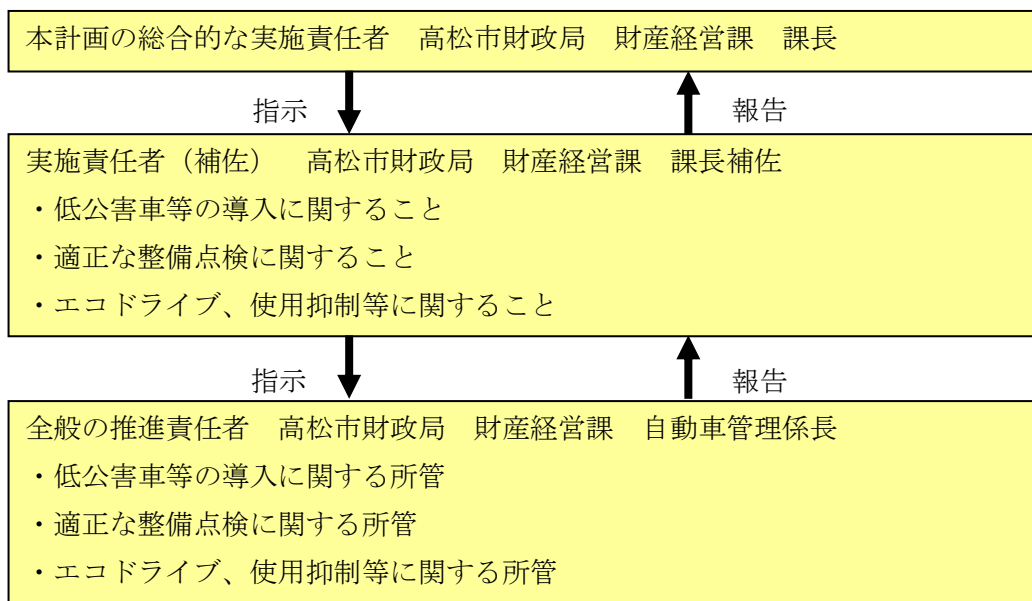 本計画の総合的な実施責任者　高松市財政局　財産経営課　課長
指示　報告
実施責任者（補佐）　高松市財政局　財産経営課　課長補佐
・低公害車等の導入に関すること
・適正な整備点検に関すること
・エコドライブ、使用抑制等に関すること
指示　報告
全般の推進責任者　高松市財政局　財産経営課　自動車管理係長
・低公害車等の導入に関する所管
・適正な整備点検に関する所管
・エコドライブ、使用抑制等に関する所管